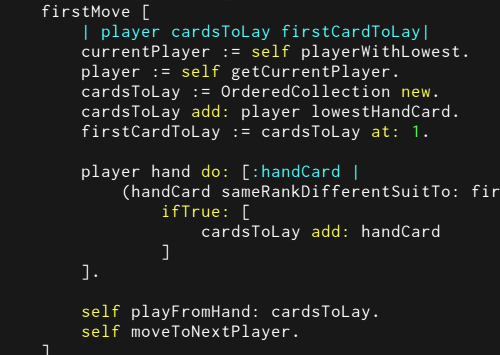 firstMove [
| player cardsToLay firstCardToLay|
currentPlayer := self playerWithLowest.
player := self getCurrentPlayer.
cardsToLay := OrderedCollection new.
cardsToLay add: player lowestHandCard.
firstCardToLay := cardsToLay at: 1.
player hand do: [:handCard |
(handCard sameRankDifferentSuitTo: fir
ifTrue: [
cardsToLay add: handCard
]
].
self playFromHand: cardsToLay.
self moveToNextPlayer.
]